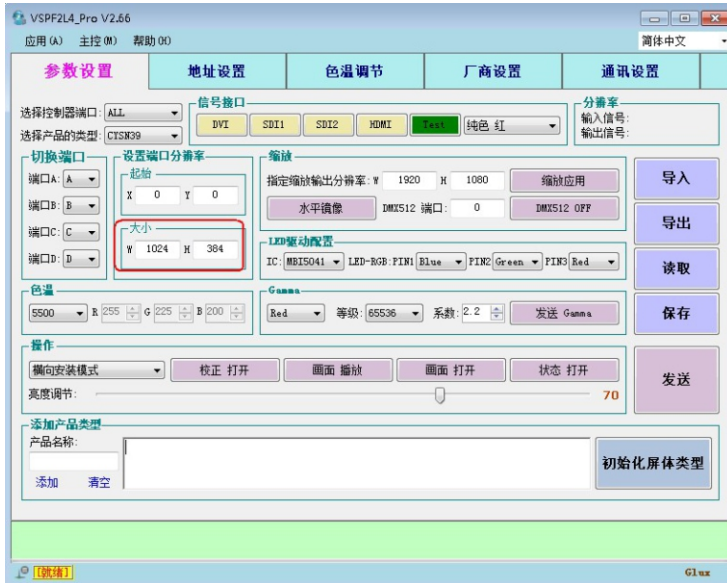 VSPF2L4_Pro V2.66
应用(A) 主控(M) 帮助(H) 简体中文
参数设置 地址设置 色温调节 厂商设置 通讯设置
选择控制器端口: ALL
选择产品的类型: CYSN39
信号接口
DVI SDI1 SDI2 HDMI Test 纯色 红
分辨率
输入信号:
输出信号:
切换端口
端口A: A
端口B: B
端口C: C
端口D: D
设置端口分辨率
起始
X 0 Y 0
大小
W 1024 H 384
缩放
指定缩放输出分辨率: W 1920 H 1080 缩放应用
水平镜像 DMX512 端口: 0 DMX512 OFF
LED驱动配置
IC: MBI5041 LED-RGB:PIN1 Blue PIN2 Green PIN3 Red
导入
导出
读取
保存
发送
色温
5500 R 255 G 225 B 200
Gamma
Red 等级: 65536 系数: 2.2 发送 Gamma
操作
横向安装模式 校正 打开 画面 播放 画面 打开 状态 打开
亮度调节: 70
添加产品类型
产品名称:
添加 清空
初始化屏体类型
[就绪] Glux